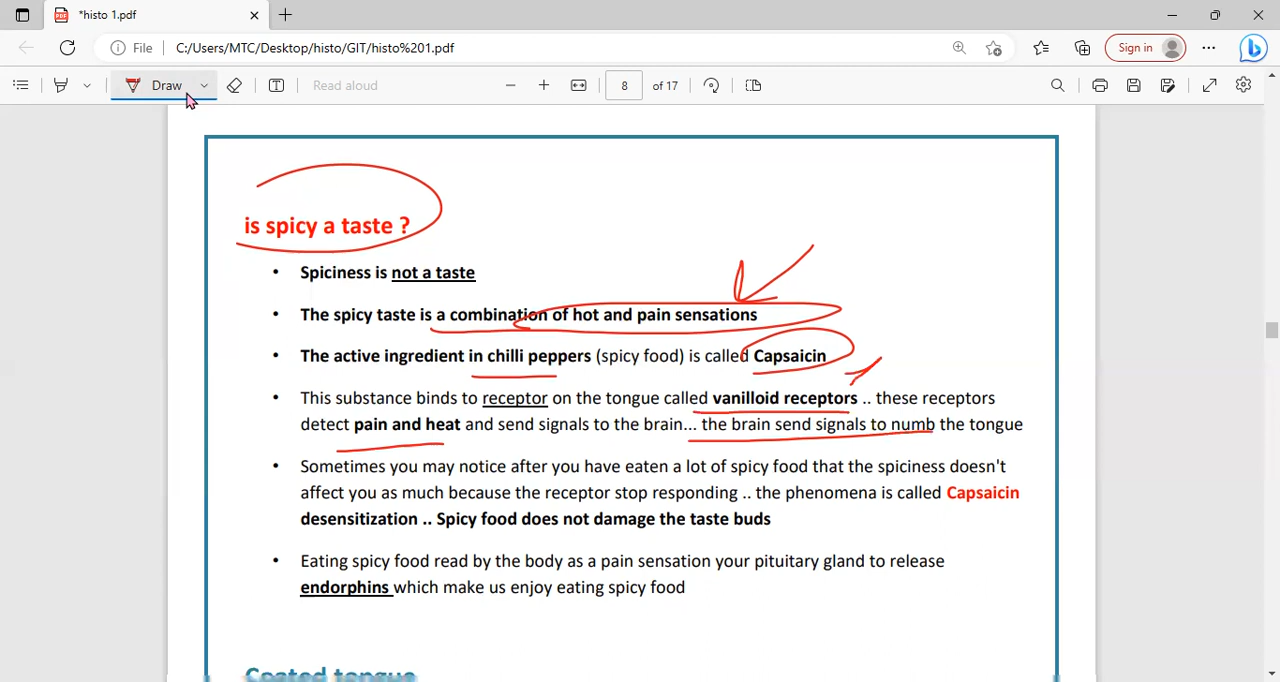 *histo 1.pdf
File C:/Users/MTC/Desktop/histo/GIT/histo%201.pdf Sign in
Draw Read aloud 8 of 17
is spicy a taste ?
• Spiciness is not a taste
• The spicy taste is a combination of hot and pain sensations
• The active ingredient in chilli peppers (spicy food) is called Capsaicin
• This substance binds to receptor on the tongue called vanilloid receptors .. these receptors
detect pain and heat and send signals to the brain... the brain send signals to numb the tongue
• Sometimes you may notice after you have eaten a lot of spicy food that the spiciness doesn't
affect you as much because the receptor stop responding .. the phenomena is called Capsaicin
desensitization .. Spicy food does not damage the taste buds
• Eating spicy food read by the body as a pain sensation your pituitary gland to release
endorphins which make us enjoy eating spicy food
Coated tongue